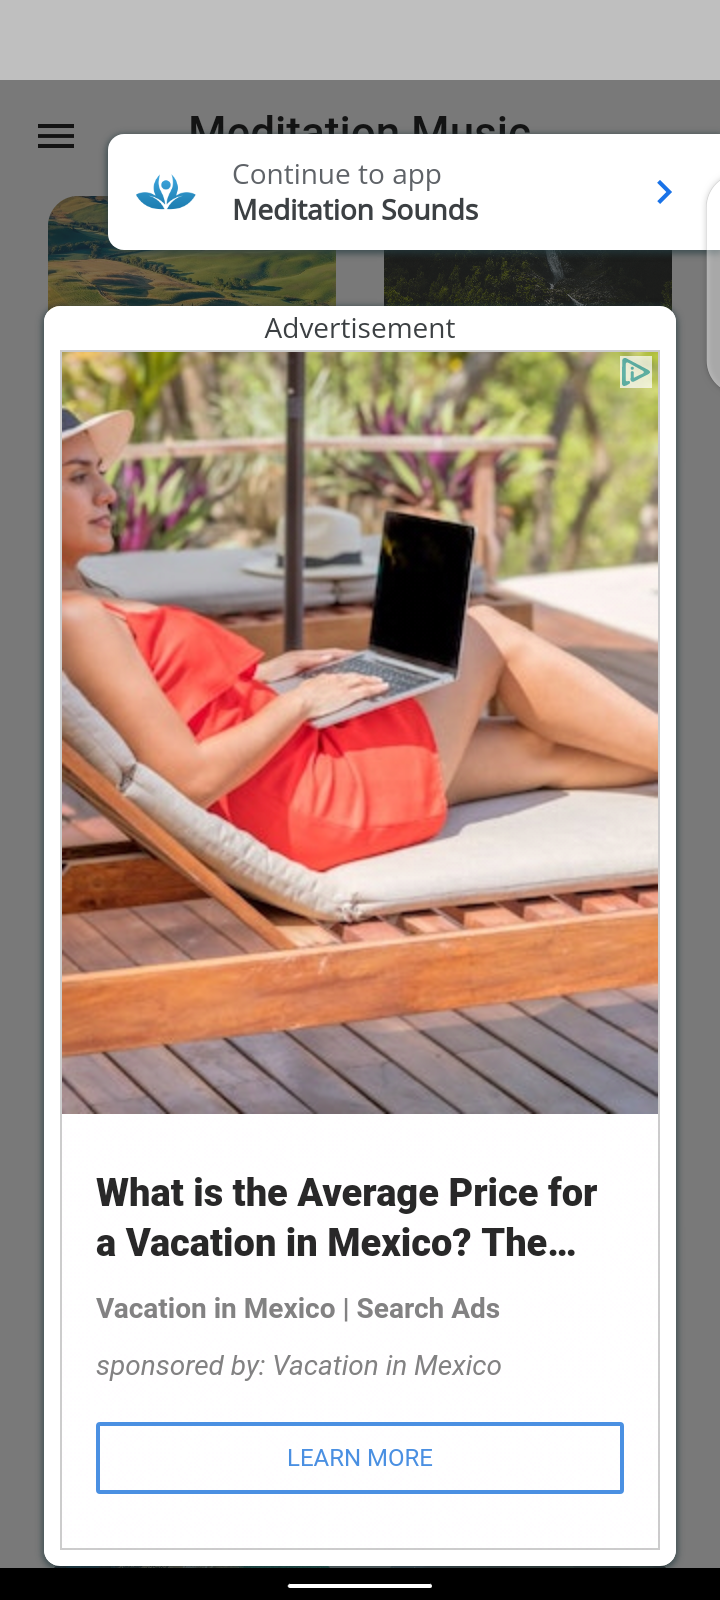 Meditation Music
Continue to app
Meditation Sounds
Advertisement
What is the Average Price for
a Vacation in Mexico? The...
Vacation in Mexico | Search Ads
sponsored by: Vacation in Mexico
LEARN MORE